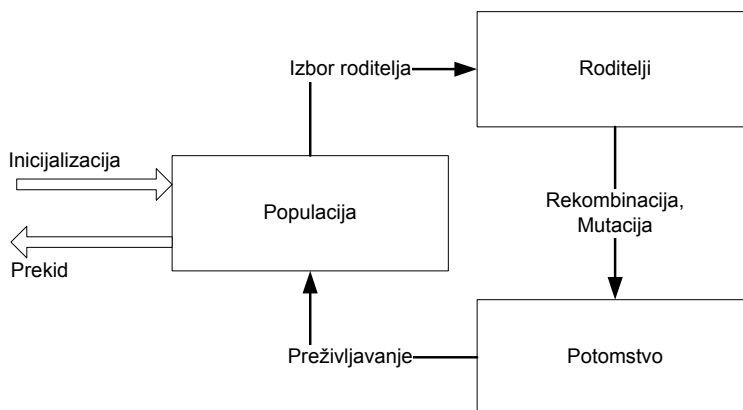 Izbor roditelja
Roditelji
Inicijalizacija
Populacija
Rekombinacija,
Mutacija
Prekid
Preživljavanje
Potomstvo